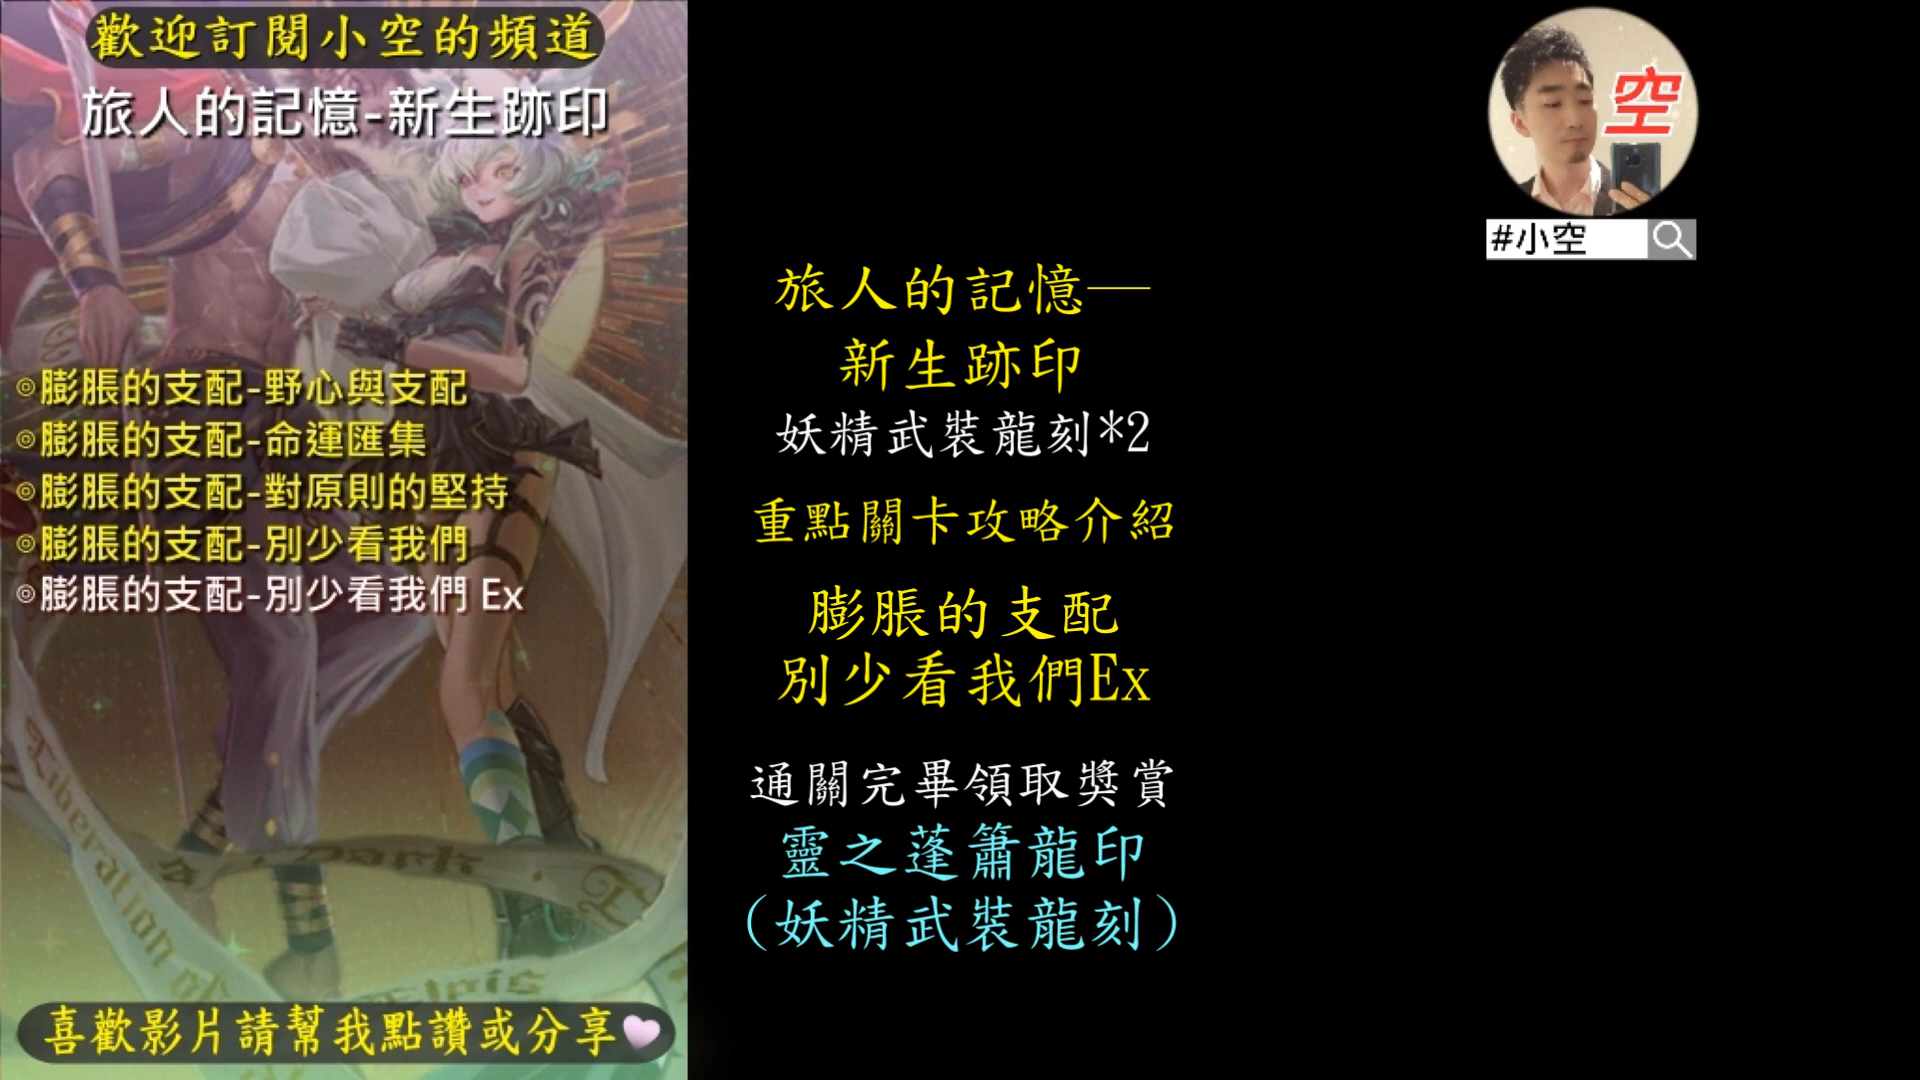 歡迎訂閱小空的頻道
旅人的記憶-新生跡印
◎膨脹的支配-野心與支配
◎膨脹的支配-命運匯集
◎膨脹的支配-對原則的堅持
◎膨脹的支配-別少看我們
◎膨脹的支配-別少看我們 Ex
Liberation of
a Dark
Elpis
喜歡影片請幫我點讚或分享
旅人的記憶—
新生跡印
妖精武裝龍刻*2
重點關卡攻略介紹
膨脹的支配
別少看我們Ex
通關完畢領取獎賞
靈之蓬簫龍印
(妖精武裝龍刻)
空
#小空